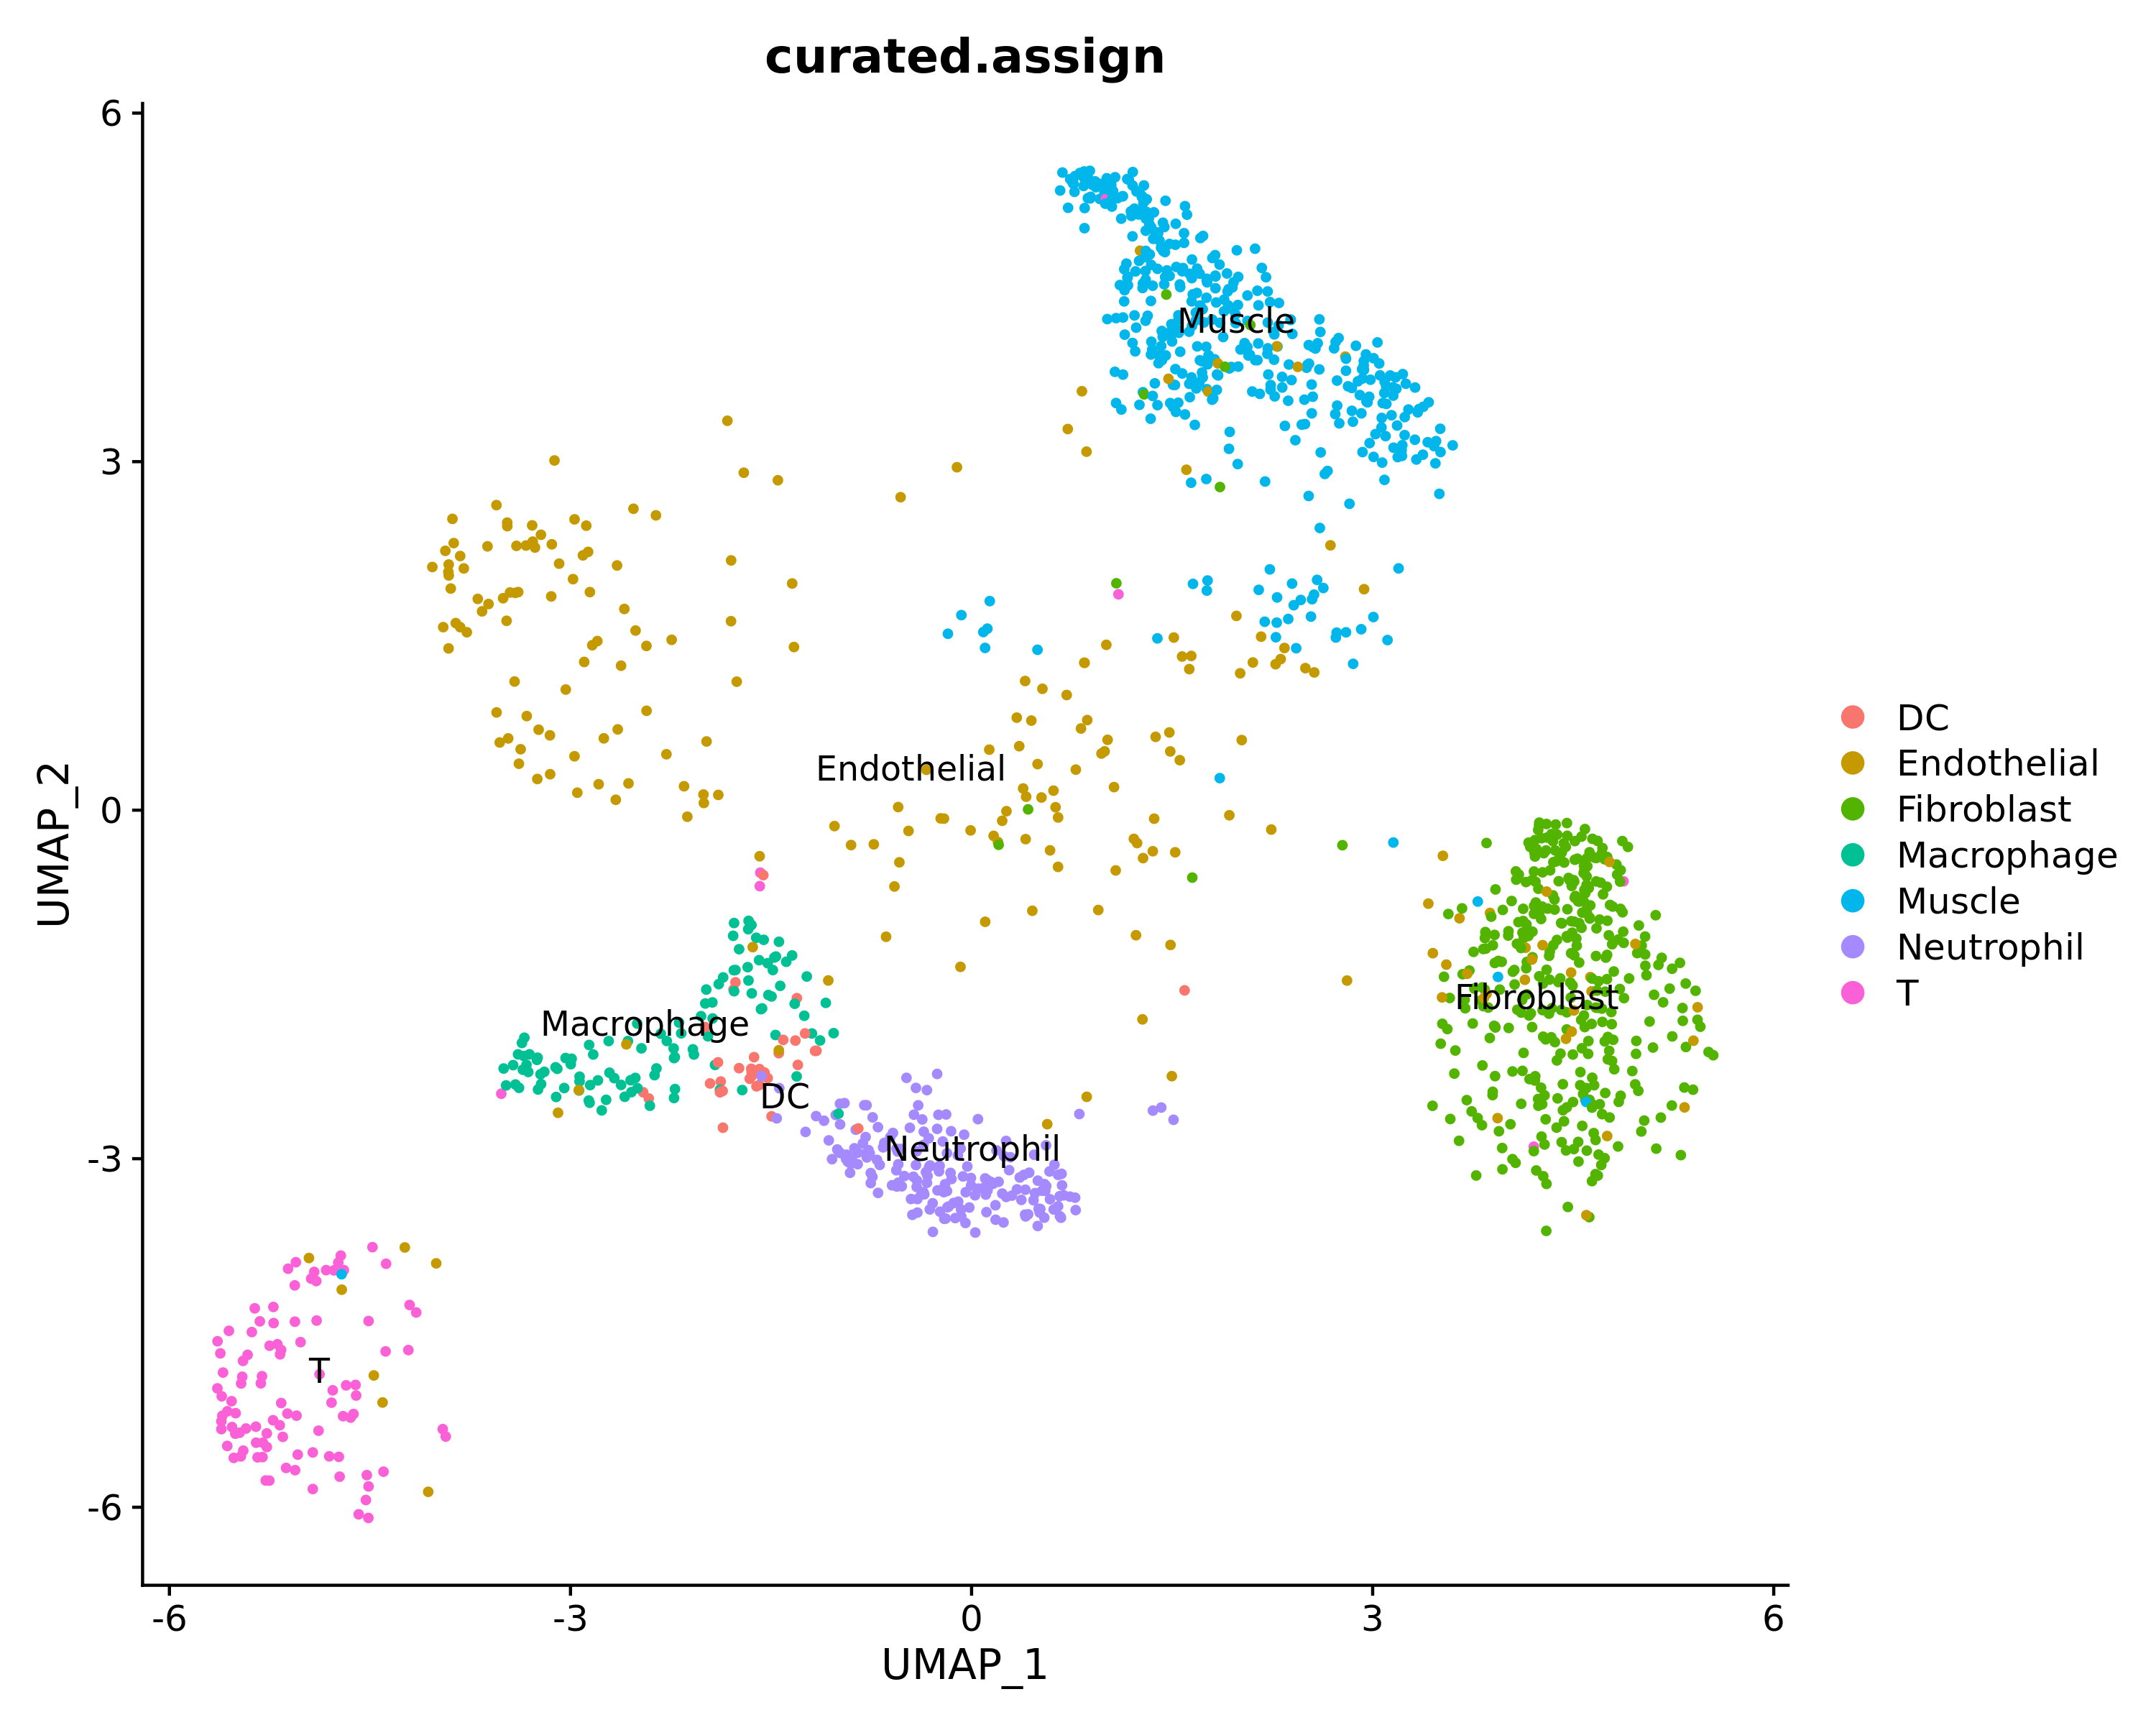 curated.assign
6
3
0
-3
-6
UMAP_2
Muscle
Endothelial
Fibroblast
Macrophage
DC
Neutrophil
T
-6
-3
0
3
6
UMAP_1
DC
Endothelial
Fibroblast
Macrophage
Muscle
Neutrophil
T